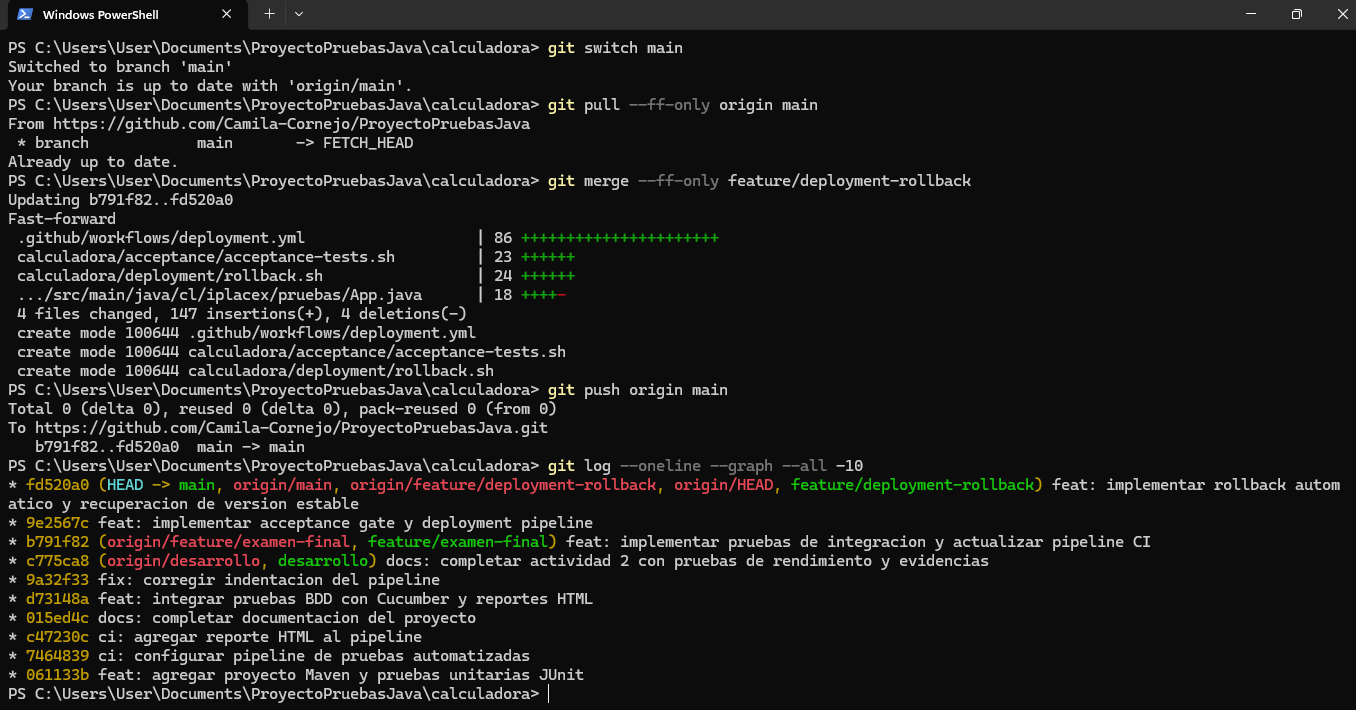 Windows PowerShell
PS C:\Users\User\Documents\ProyectoPruebasJava\calculadora> git switch main
Switched to branch 'main'
Your branch is up to date with 'origin/main'.
PS C:\Users\User\Documents\ProyectoPruebasJava\calculadora> git pull --ff-only origin main
From https://github.com/Camila-Cornejo/ProyectoPruebasJava
 * branch            main       -> FETCH_HEAD
Already up to date.
PS C:\Users\User\Documents\ProyectoPruebasJava\calculadora> git merge --ff-only feature/deployment-rollback
Updating b791f82..fd520a0
Fast-forward
 .github/workflows/deployment.yml                   | 86 ++++++++++++++++++++++
 calculadora/acceptance/acceptance-tests.sh         | 23 ++++++
 calculadora/deployment/rollback.sh                 | 24 ++++++
 .../src/main/java/cl/iplacex/pruebas/App.java      | 18 ++++-
 4 files changed, 147 insertions(+), 4 deletions(-)
 create mode 100644 .github/workflows/deployment.yml
 create mode 100644 calculadora/acceptance/acceptance-tests.sh
 create mode 100644 calculadora/deployment/rollback.sh
PS C:\Users\User\Documents\ProyectoPruebasJava\calculadora> git push origin main
Total 0 (delta 0), reused 0 (delta 0), pack-reused 0 (from 0)
To https://github.com/Camila-Cornejo/ProyectoPruebasJava.git
   b791f82..fd520a0  main -> main
PS C:\Users\User\Documents\ProyectoPruebasJava\calculadora> git log --oneline --graph --all -10
* fd520a0 (HEAD -> main, origin/main, origin/feature/deployment-rollback, origin/HEAD, feature/deployment-rollback) feat: implementar rollback autom
atico y recuperacion de version estable
* 9e2567c feat: implementar acceptance gate y deployment pipeline
* b791f82 (origin/feature/examen-final, feature/examen-final) feat: implementar pruebas de integracion y actualizar pipeline CI
* c775ca8 (origin/desarrollo, desarrollo) docs: completar actividad 2 con pruebas de rendimiento y evidencias
* 9a32f33 fix: corregir indentacion del pipeline
* d73148a feat: integrar pruebas BDD con Cucumber y reportes HTML
* 015ed4c docs: completar documentacion del proyecto
* c47230c ci: agregar reporte HTML al pipeline
* 7464839 ci: configurar pipeline de pruebas automatizadas
* 061133b feat: agregar proyecto Maven y pruebas unitarias JUnit
PS C:\Users\User\Documents\ProyectoPruebasJava\calculadora>